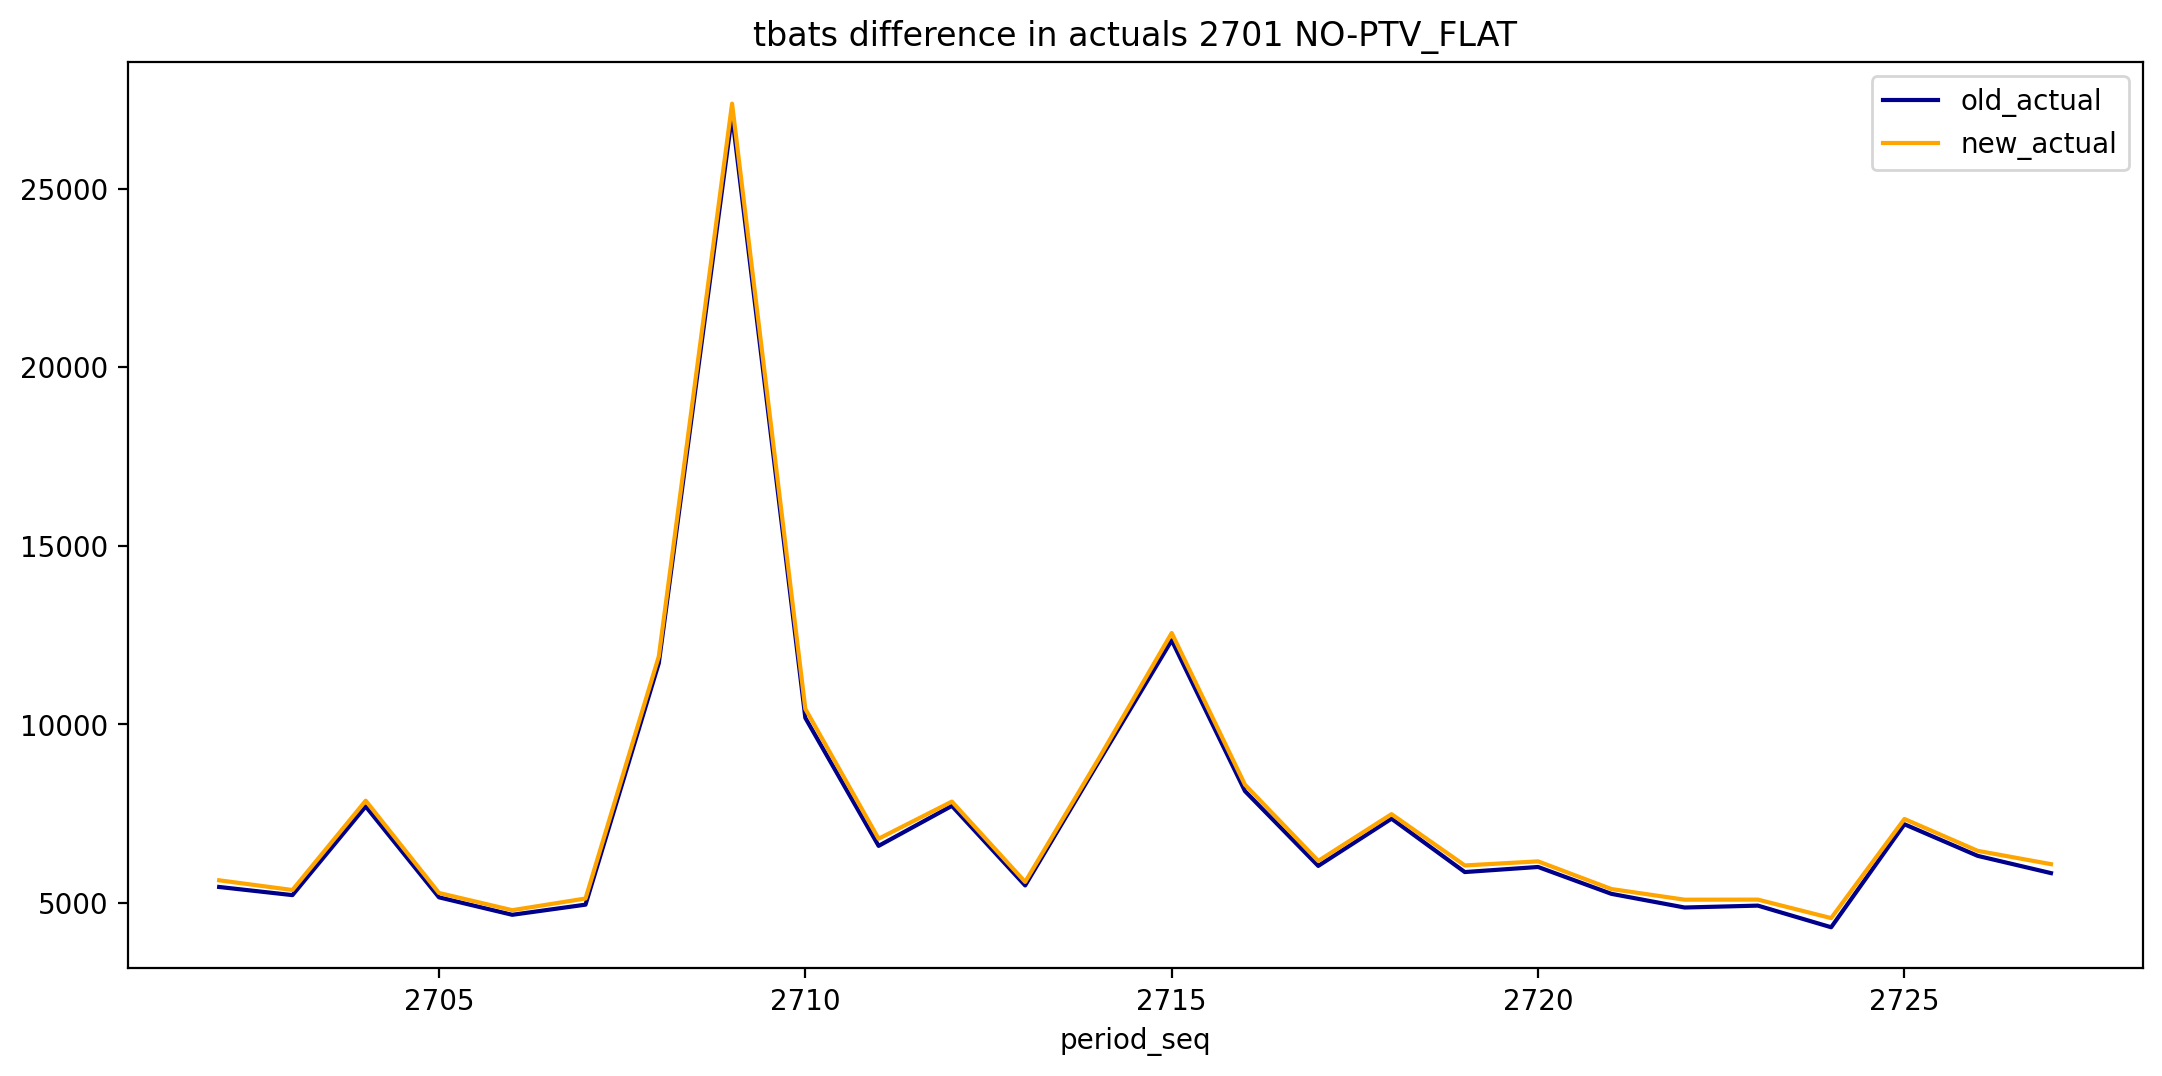 tbats difference in actuals 2701 NO-PTV_FLAT
old_actual
new_actual
25000
20000
15000
10000
5000
2705 2710 2715 2720 2725
period_seq